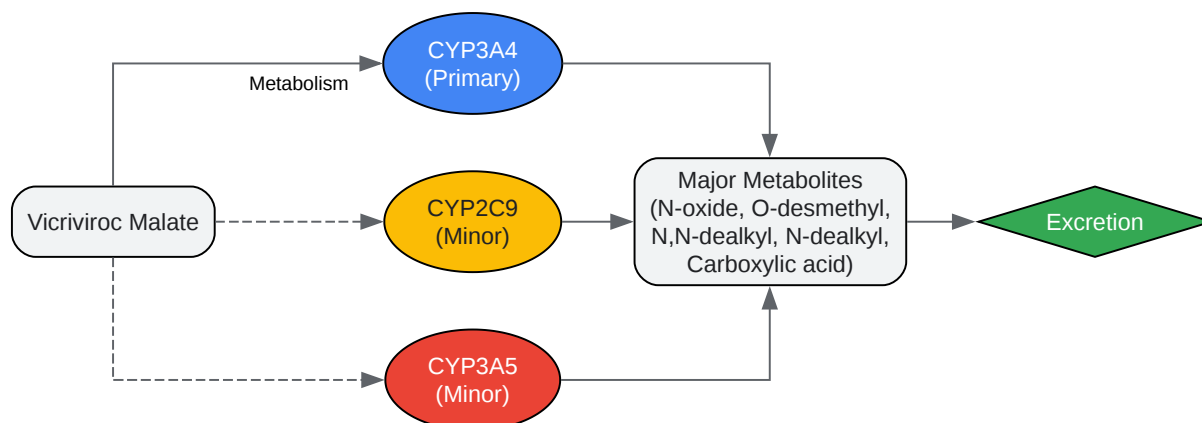 CYP3A4
(Primary)
Metabolism
Vicriviroc Malate
CYP2C9
(Minor)
CYP3A5
(Minor)
Major Metabolites
(N-oxide, O-desmethyl,
N,N-dealkyl, N-dealkyl,
Carboxylic acid)
Excretion